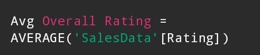 Avg Overall Rating =
AVERAGE('SalesData'[Rating])